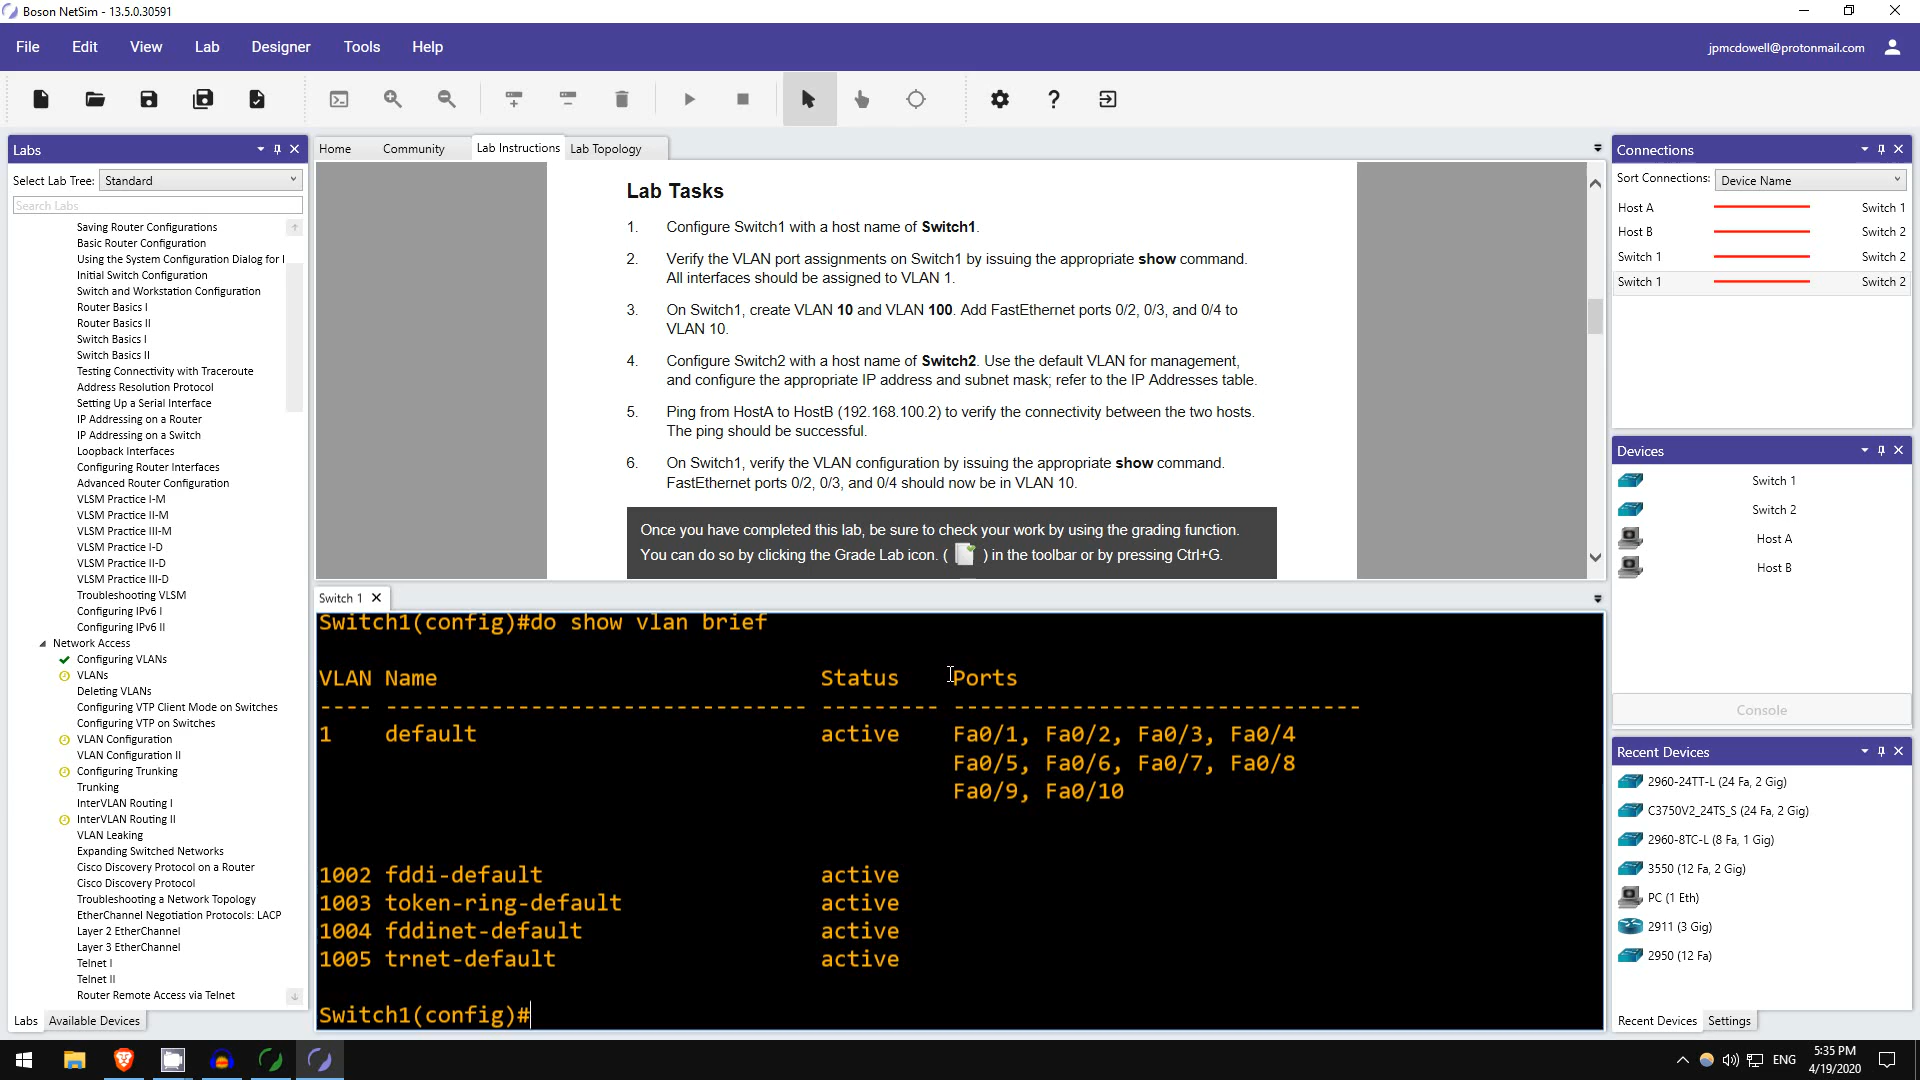 Boson NetSim - 13.5.0.30591
File Edit View Lab Designer Tools Help
jpmcdowell@protonmail.com
Labs
Select Lab Tree: Standard
Search Labs
Saving Router Configurations
Basic Router Configuration
Using the System Configuration Dialog for I
Initial Switch Configuration
Switch and Workstation Configuration
Router Basics I
Router Basics II
Switch Basics I
Switch Basics II
Testing Connectivity with Traceroute
Address Resolution Protocol
Setting Up a Serial Interface
IP Addressing on a Router
IP Addressing on a Switch
Loopback Interfaces
Configuring Router Interfaces
Advanced Router Configuration
VLSM Practice I-M
VLSM Practice II-M
VLSM Practice III-M
VLSM Practice I-D
VLSM Practice II-D
VLSM Practice III-D
Troubleshooting VLSM
Configuring IPv6 I
Configuring IPv6 II
Network Access
Configuring VLANs
VLANs
Deleting VLANs
Configuring VTP Client Mode on Switches
Configuring VTP on Switches
VLAN Configuration
VLAN Configuration II
Configuring Trunking
Trunking
InterVLAN Routing I
InterVLAN Routing II
VLAN Leaking
Expanding Switched Networks
Cisco Discovery Protocol on a Router
Cisco Discovery Protocol
Troubleshooting a Network Topology
EtherChannel Negotiation Protocols: LACP
Layer 2 EtherChannel
Layer 3 EtherChannel
Telnet I
Telnet II
Router Remote Access via Telnet
Labs Available Devices
Home Community Lab Instructions Lab Topology
Lab Tasks
1. Configure Switch1 with a host name of Switch1.
2. Verify the VLAN port assignments on Switch1 by issuing the appropriate show command.
All interfaces should be assigned to VLAN 1.
3. On Switch1, create VLAN 10 and VLAN 100. Add FastEthernet ports 0/2, 0/3, and 0/4 to
VLAN 10.
4. Configure Switch2 with a host name of Switch2. Use the default VLAN for management,
and configure the appropriate IP address and subnet mask; refer to the IP Addresses table.
5. Ping from HostA to HostB (192.168.100.2) to verify the connectivity between the two hosts.
The ping should be successful.
6. On Switch1, verify the VLAN configuration by issuing the appropriate show command.
FastEthernet ports 0/2, 0/3, and 0/4 should now be in VLAN 10.
Once you have completed this lab, be sure to check your work by using the grading function.
You can do so by clicking the Grade Lab icon. ( ) in the toolbar or by pressing Ctrl+G.
Switch 1
Switch1(config)#do show vlan brief
VLAN Name Status Ports
---- -------------------------------- --------- -------------------------------
1 default active Fa0/1, Fa0/2, Fa0/3, Fa0/4
Fa0/5, Fa0/6, Fa0/7, Fa0/8
Fa0/9, Fa0/10
1002 fddi-default active
1003 token-ring-default active
1004 fddinet-default active
1005 trnet-default active
Switch1(config)#
Connections
Sort Connections: Device Name
Host A Switch 1
Host B Switch 2
Switch 1 Switch 2
Switch 1 Switch 2
Devices
Switch 1
Switch 2
Host A
Host B
Console
Recent Devices
2960-24TT-L (24 Fa, 2 Gig)
C3750V2_24TS_S (24 Fa, 2 Gig)
2960-8TC-L (8 Fa, 1 Gig)
3550 (12 Fa, 2 Gig)
PC (1 Eth)
2911 (3 Gig)
2950 (12 Fa)
Recent Devices Settings
ENG
5:35 PM
4/19/2020